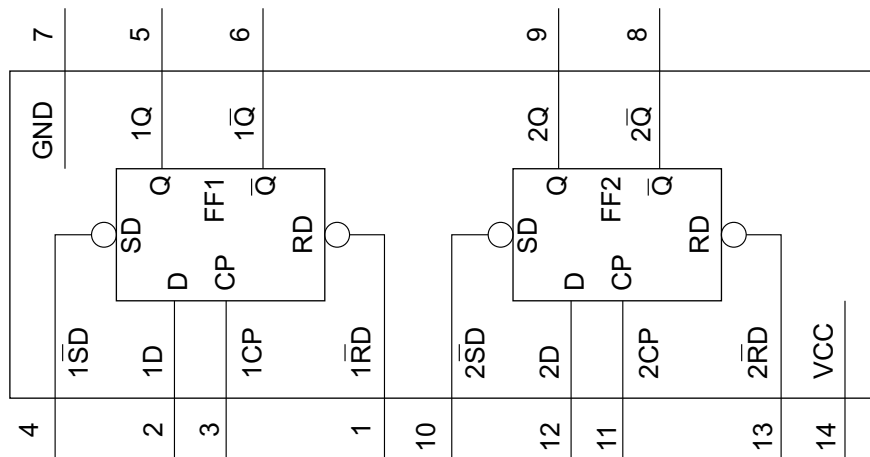 7
5
6
9
8
GND
1Q
1Q̅
2Q
2Q̅
Q
FF1
Q̅
Q
FF2
Q̅
SD
RD
SD
RD
D
CP
D
CP
1S̅D
1D
1CP
1R̅D
2S̅D
2D
2CP
2R̅D
VCC
4
2
3
1
10
12
11
13
14